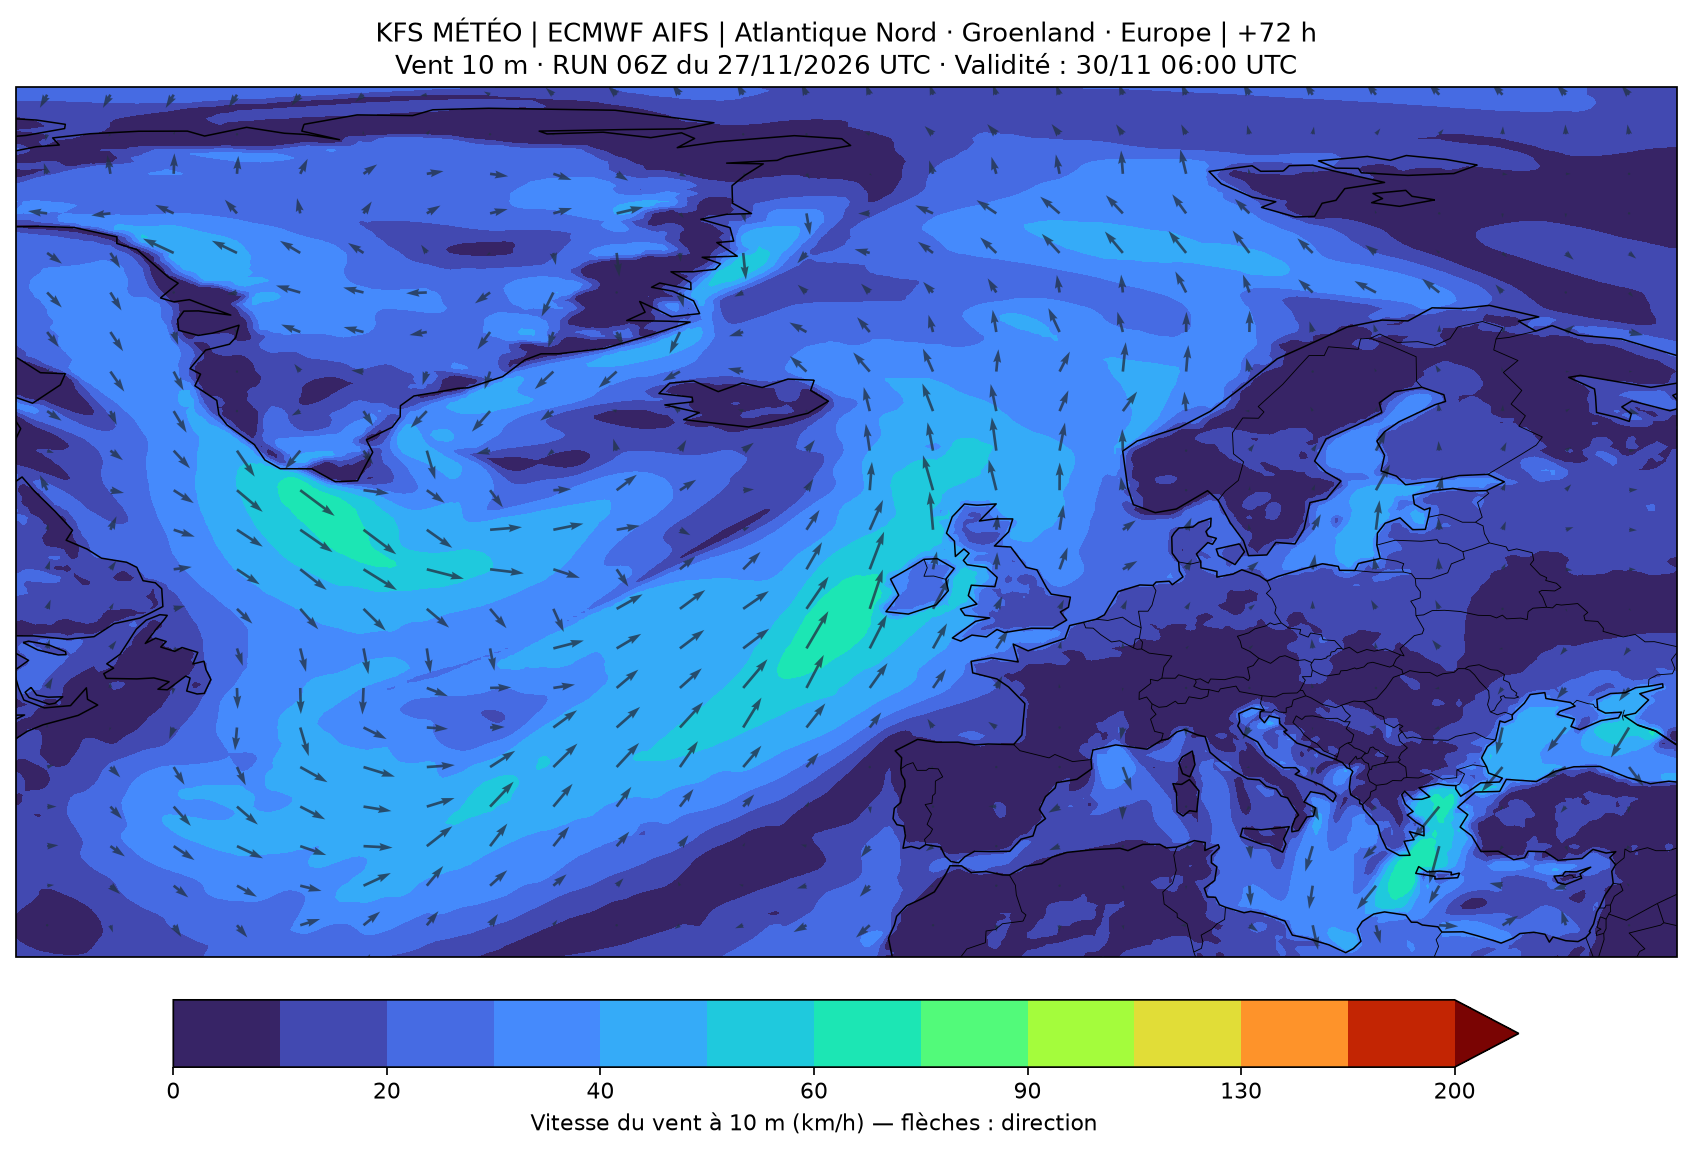 KFS MÉTÉO | ECMWF AIFS | Atlantique Nord · Groenland · Europe | +72 h
Vent 10 m · RUN 06Z du 27/11/2026 UTC · Validité : 30/11 06:00 UTC
0 20 40 60 90 130 200
Vitesse du vent à 10 m (km/h) — flèches : direction